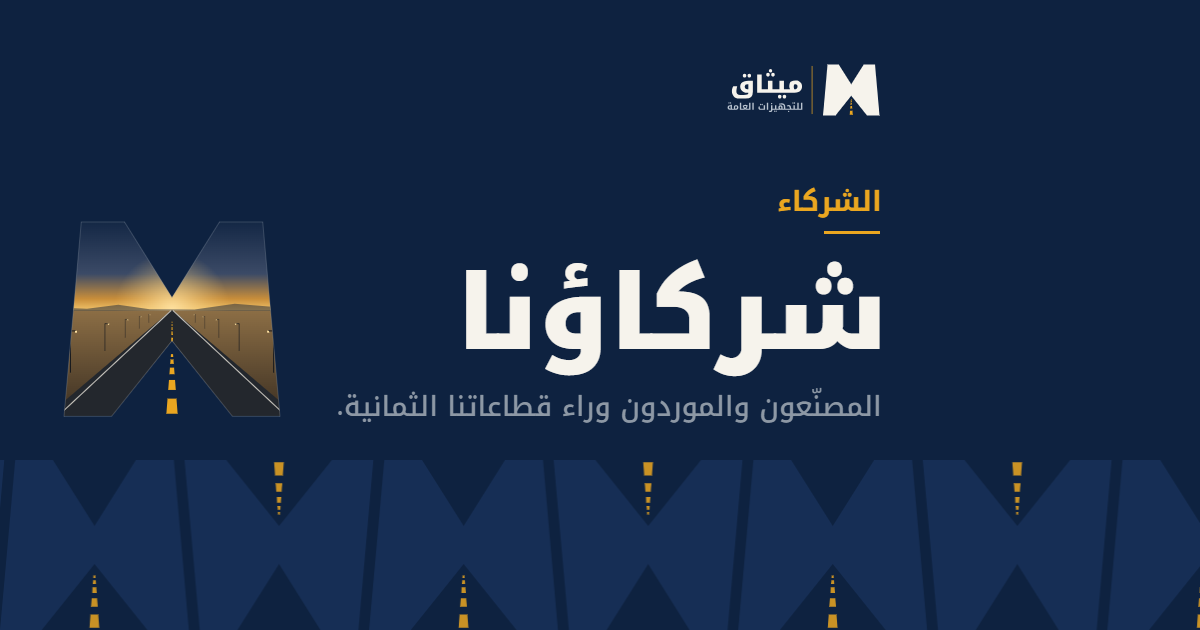 ميثاق
للتجهيزات العامة
الشركاء
شركاؤنا
المصنّعون والموردون وراء قطاعاتنا الثمانية.